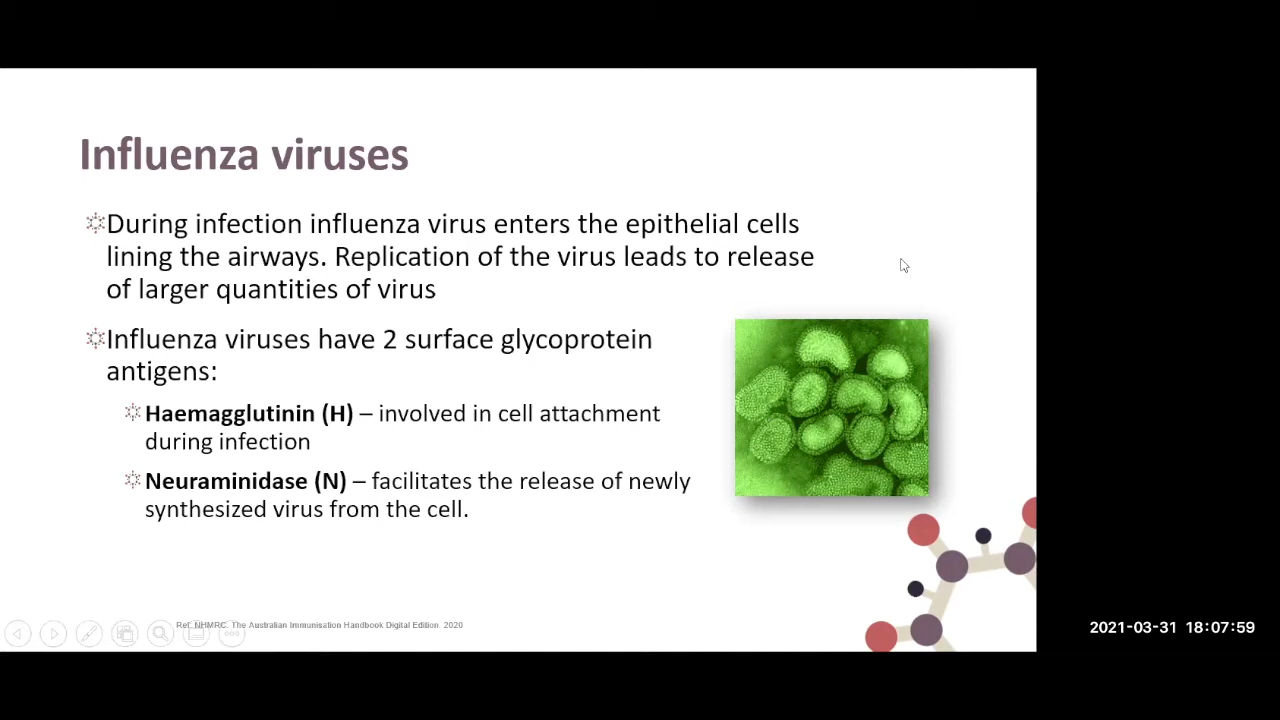 Influenza viruses
During infection influenza virus enters the epithelial cells
lining the airways. Replication of the virus leads to release
of larger quantities of virus
Influenza viruses have 2 surface glycoprotein
antigens:
Haemagglutinin (H) – involved in cell attachment
during infection
Neuraminidase (N) – facilitates the release of newly
synthesized virus from the cell.
Ref: NHMRC. The Australian Immunisation Handbook Digital Edition. 2020
2021-03-31 18:07:59